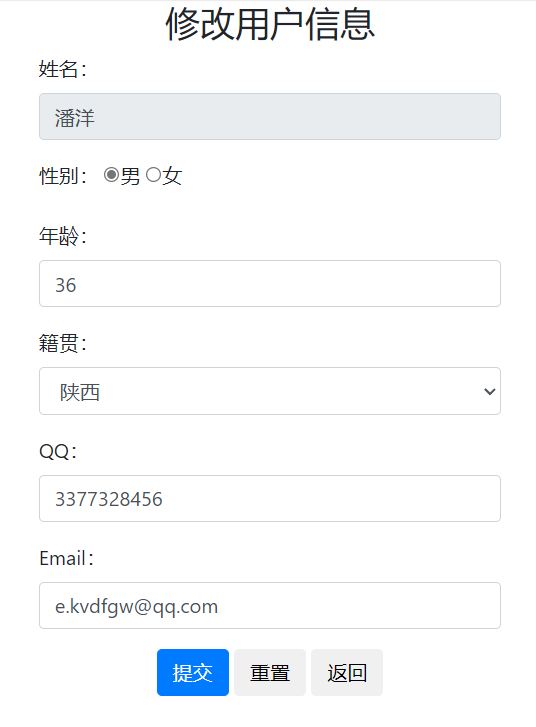 修改用户信息
姓名：
潘洋
性别： 男 女
年龄：
36
籍贯：
陕西
QQ：
3377328456
Email：
e.kvdfgw@qq.com
提交 重置 返回